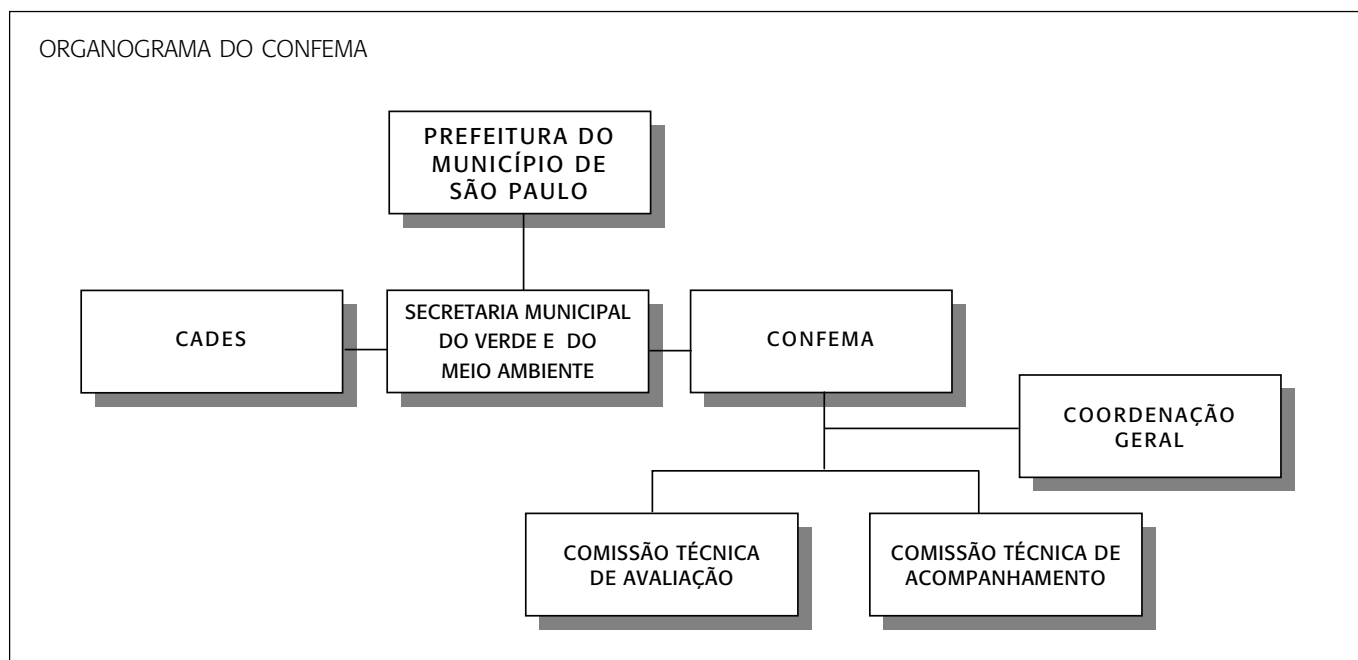 ORGANOGRAMA DO CONFEMA
PREFEITURA DO
MUNICÍPIO DE
SÃO PAULO
CADES
SECRETARIA MUNICIPAL
DO VERDE E DO
MEIO AMBIENTE
CONFEMA
COORDENAÇÃO
GERAL
COMISSÃO TÉCNICA
DE AVALIAÇÃO
COMISSÃO TÉCNICA DE
ACOMPANHAMENTO